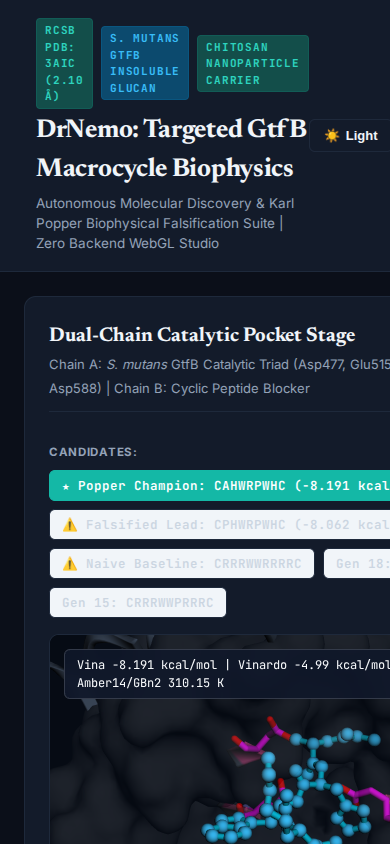 RCSB
PDB:
3AIC
(2.10
Å)
S. MUTANS
GTFB
INSOLUBLE
GLUCAN
CHITOSAN
NANOPARTICLE
CARRIER
DrNemo: Targeted GtfB
Macrocycle Biophysics
☀️ Light
Autonomous Molecular Discovery & Karl
Popper Biophysical Falsification Suite |
Zero Backend WebGL Studio
Dual-Chain Catalytic Pocket Stage
Chain A: S. mutans GtfB Catalytic Triad (Asp477, Glu515
Asp588) | Chain B: Cyclic Peptide Blocker
CANDIDATES:
★ Popper Champion: CAHWRPWHC (-8.191 kcal
⚠️ Falsified Lead: CPHWRPWHC (-8.062 kcal
⚠️ Naive Baseline: CRRRWWRRRRC
Gen 18:
Gen 15: CRRRWWPRRRC
Vina -8.191 kcal/mol | Vinardo -4.99 kcal/mol
Amber14/GBn2 310.15 K